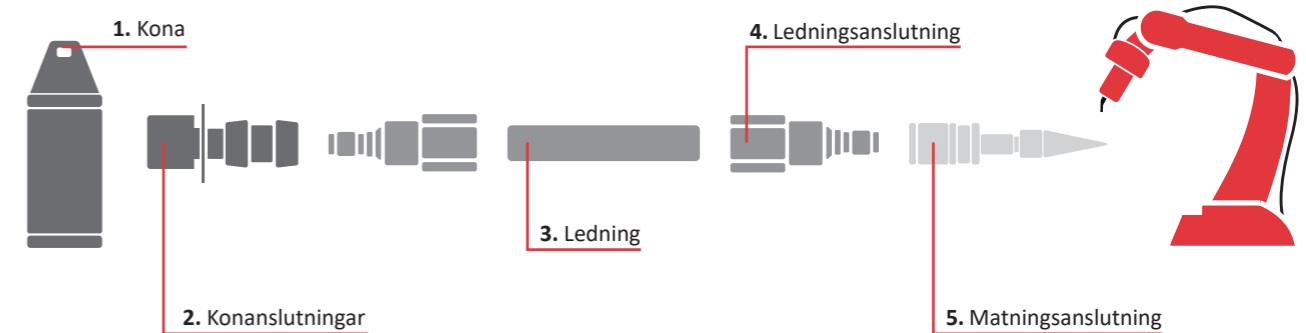 1. Kona
2. Konanslutningar
3. Ledning
4. Ledningsanslutning
5. Matningsanslutning